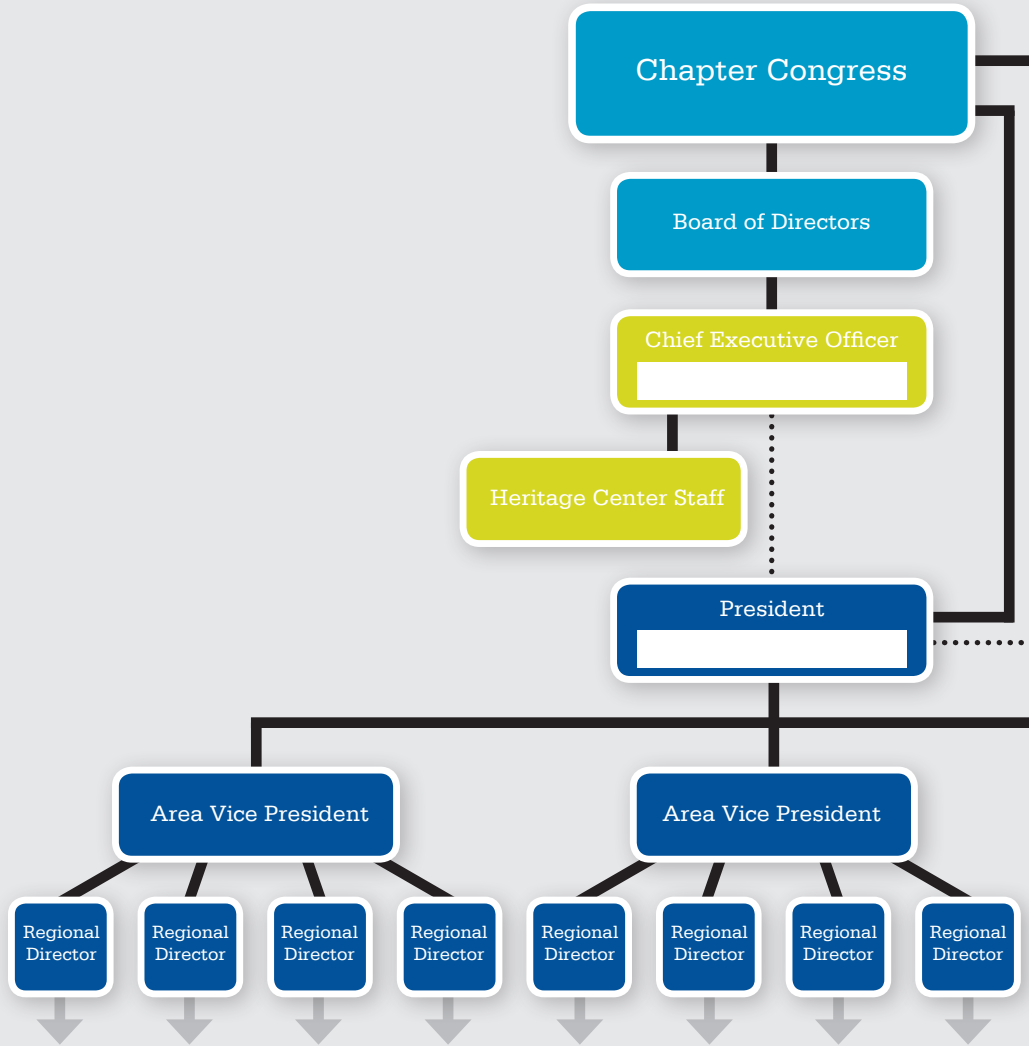 Chapter Congress
Board of Directors
Chief Executive Officer
Heritage Center Staff
President
Area Vice President
Area Vice President
Regional
Director
Regional
Director
Regional
Director
Regional
Director
Regional
Director
Regional
Director
Regional
Director
Regional
Director